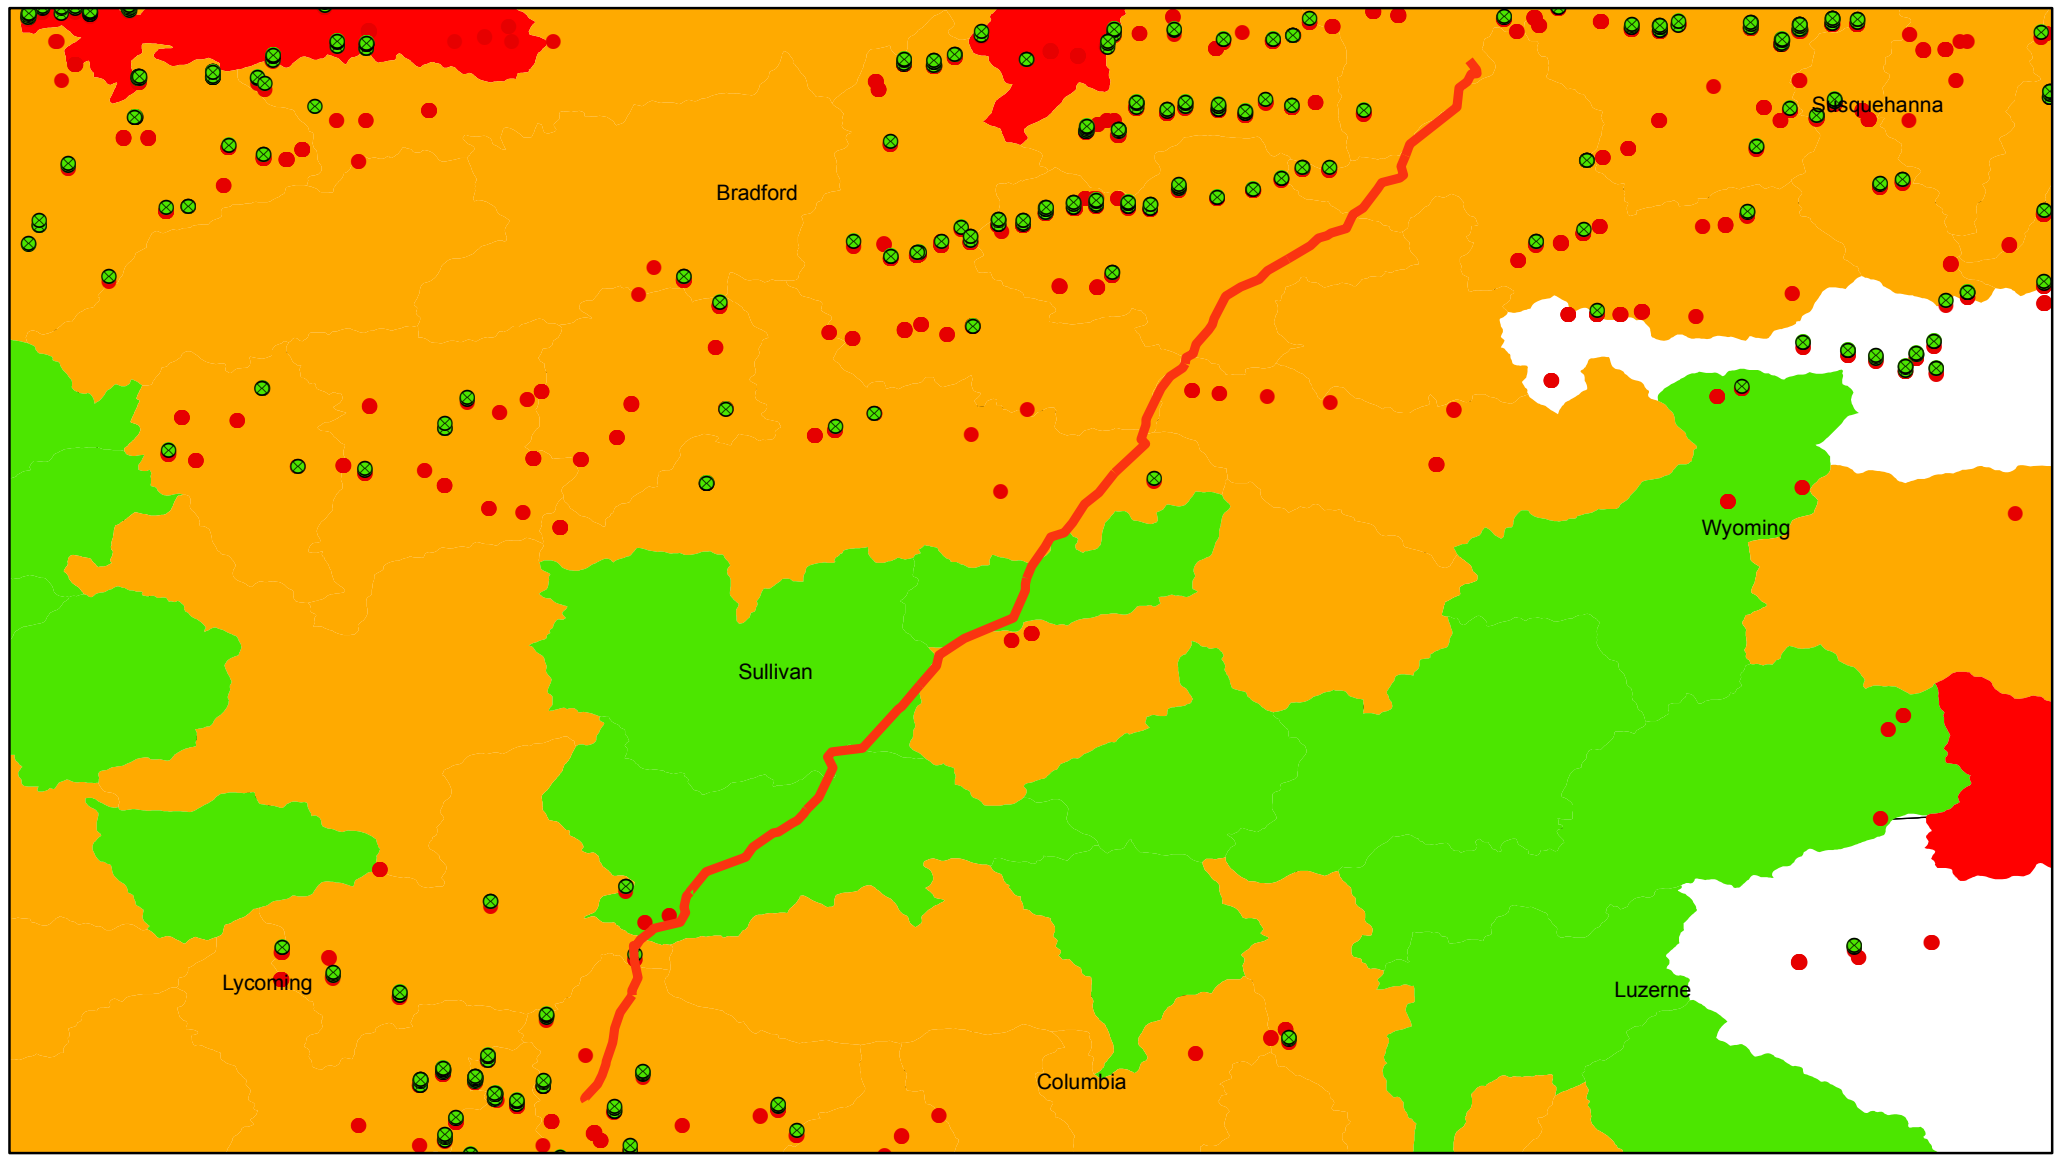 Susquehanna
Bradford
Wyoming
Sullivan
Lycoming
Luzerne
Columbia